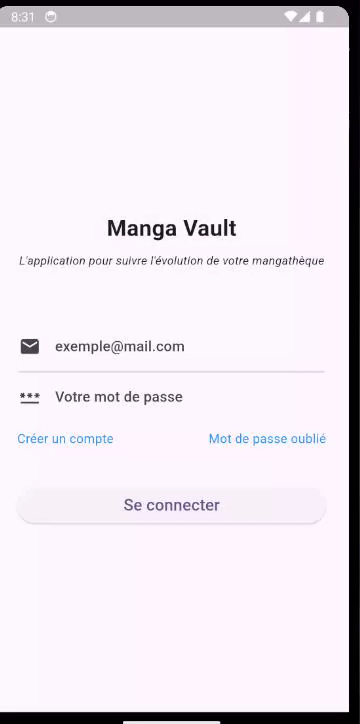 8:31
Manga Vault
L'application pour suivre l'évolution de votre mangathèque
exemple@mail.com
*** Votre mot de passe
Créer un compte Mot de passe oublié
Se connecter